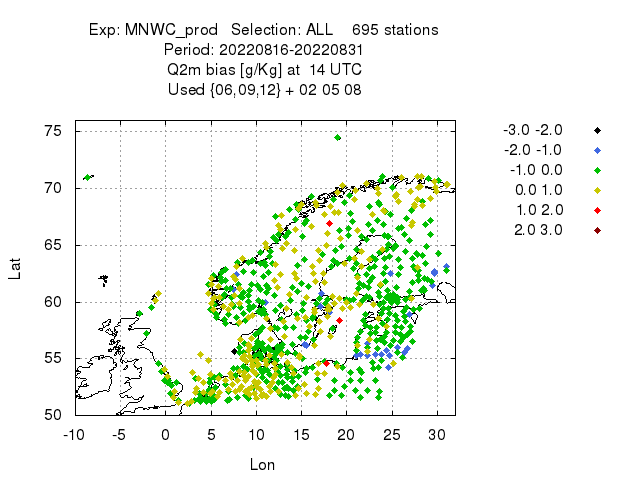 Exp: MNWC_prod Selection: ALL 695 stations
Period: 20220816-20220831
Q2m bias [g/Kg] at 14 UTC
Used {06,09,12} + 02 05 08
-3.0 -2.0
-2.0 -1.0
-1.0 0.0
0.0 1.0
1.0 2.0
2.0 3.0
Lat
75
70
65
60
55
50
-10 -5 0 5 10 15 20 25 30
Lon